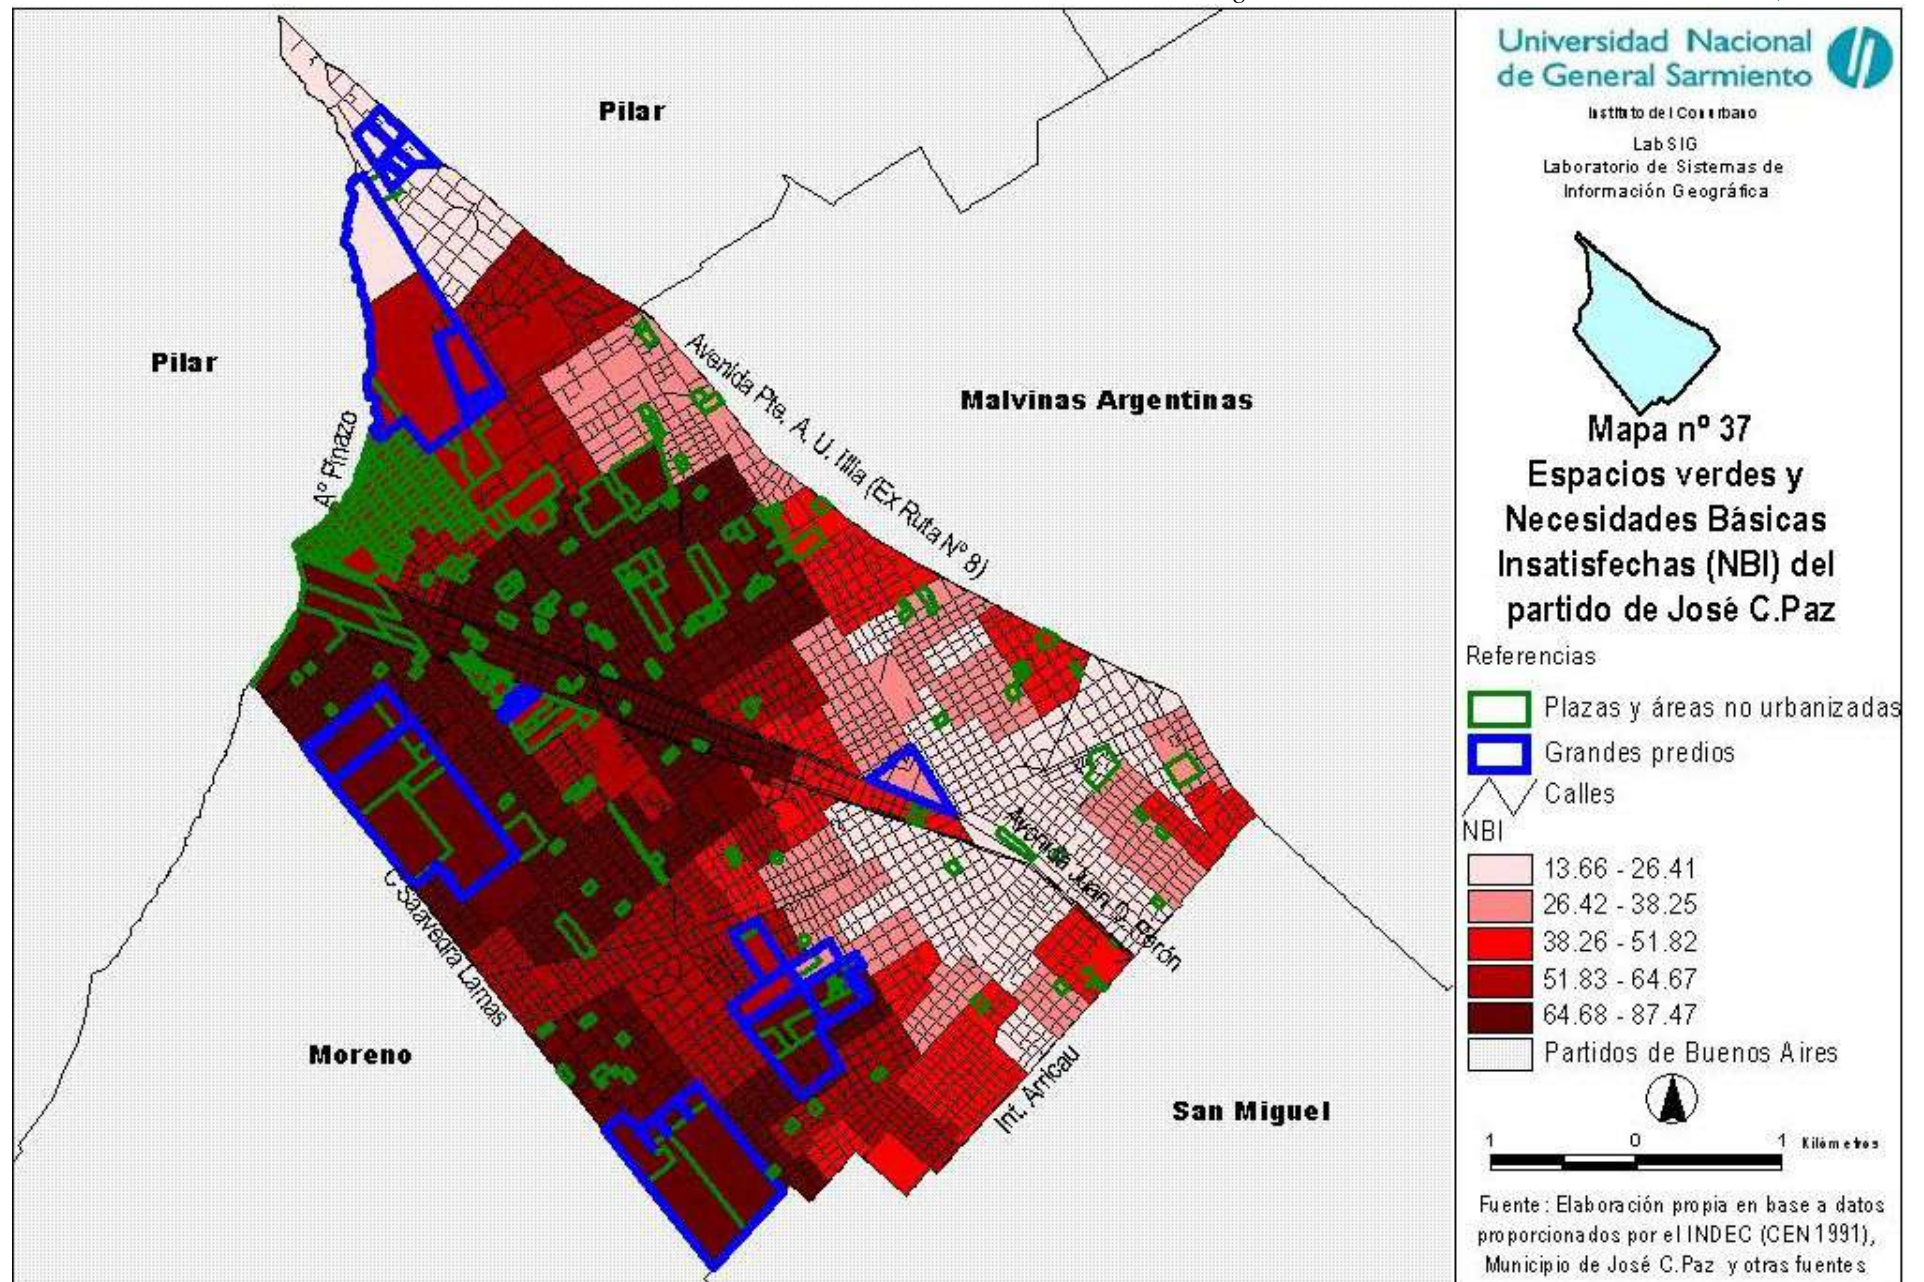 Pilar
Pilar
Malvinas Argentinas
Moreno
San Miguel
Avenida Pte. A. U. Illia (Ex Ruta Nº 8)
Aº Pinazo
C Saavedra Lamas
Avenida Juan D. Perón
Int. Arricau
Universidad Nacional
de General Sarmiento
Instituto del Conurbano
LabSIG
Laboratorio de Sistemas de
Información Geográfica
Mapa nº 37
Espacios verdes y
Necesidades Básicas
Insatisfechas (NBI) del
partido de José C.Paz
Referencias
Plazas y áreas no urbanizadas
Grandes predios
Calles
NBI
13.66 - 26.41
26.42 - 38.25
38.26 - 51.82
51.83 - 64.67
64.68 - 87.47
Partidos de Buenos Aires
1 0 1 Kilómetros
Fuente: Elaboración propia en base a datos
proporcionados por el INDEC (CEN 1991),
Municipio de José C.Paz y otras fuentes